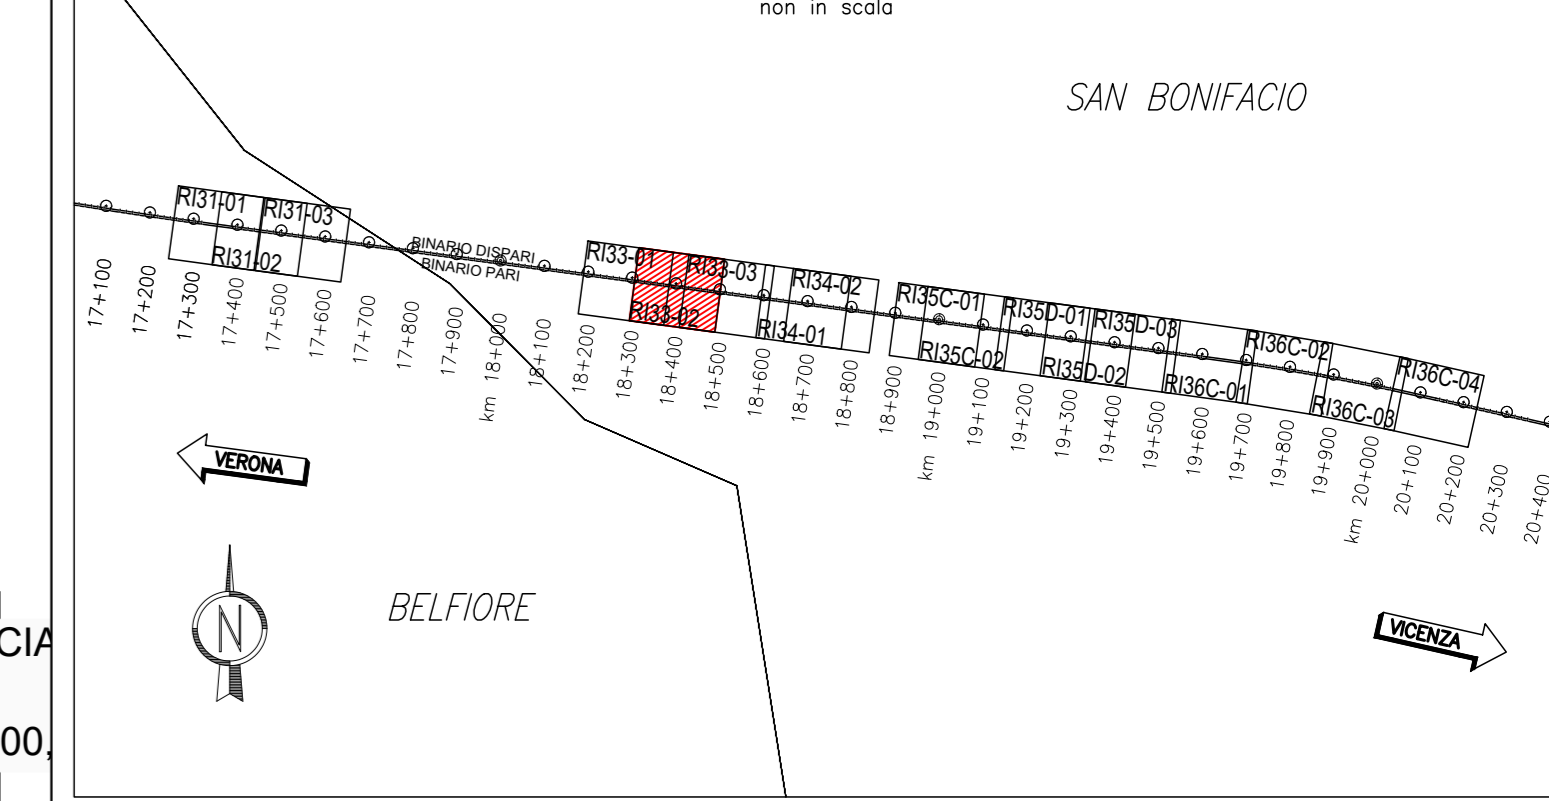 non in scala
SAN BONIFACIO
RI31-01
RI31-03
RI31-02
BINARIO DISPARI
BINARIO PARI
RI33-01
RI33-03
RI33-02
RI34-02
RI34-01
RI35C-01
RI35C-02
RI35D-01
RI35D-03
RI35D-02
RI36C-02
RI36C-01
RI36C-04
RI36C-03
17+100
17+200
17+300
17+400
17+500
17+600
17+700
17+800
17+900
km 18+000
18+100
18+200
18+300
18+400
18+500
18+600
18+700
18+800
18+900
km 19+000
19+100
19+200
19+300
19+400
19+500
19+600
19+700
19+800
19+900
km 20+000
20+100
20+200
20+300
20+400
VERONA
N
BELFIORE
VICENZA
CIA
00,